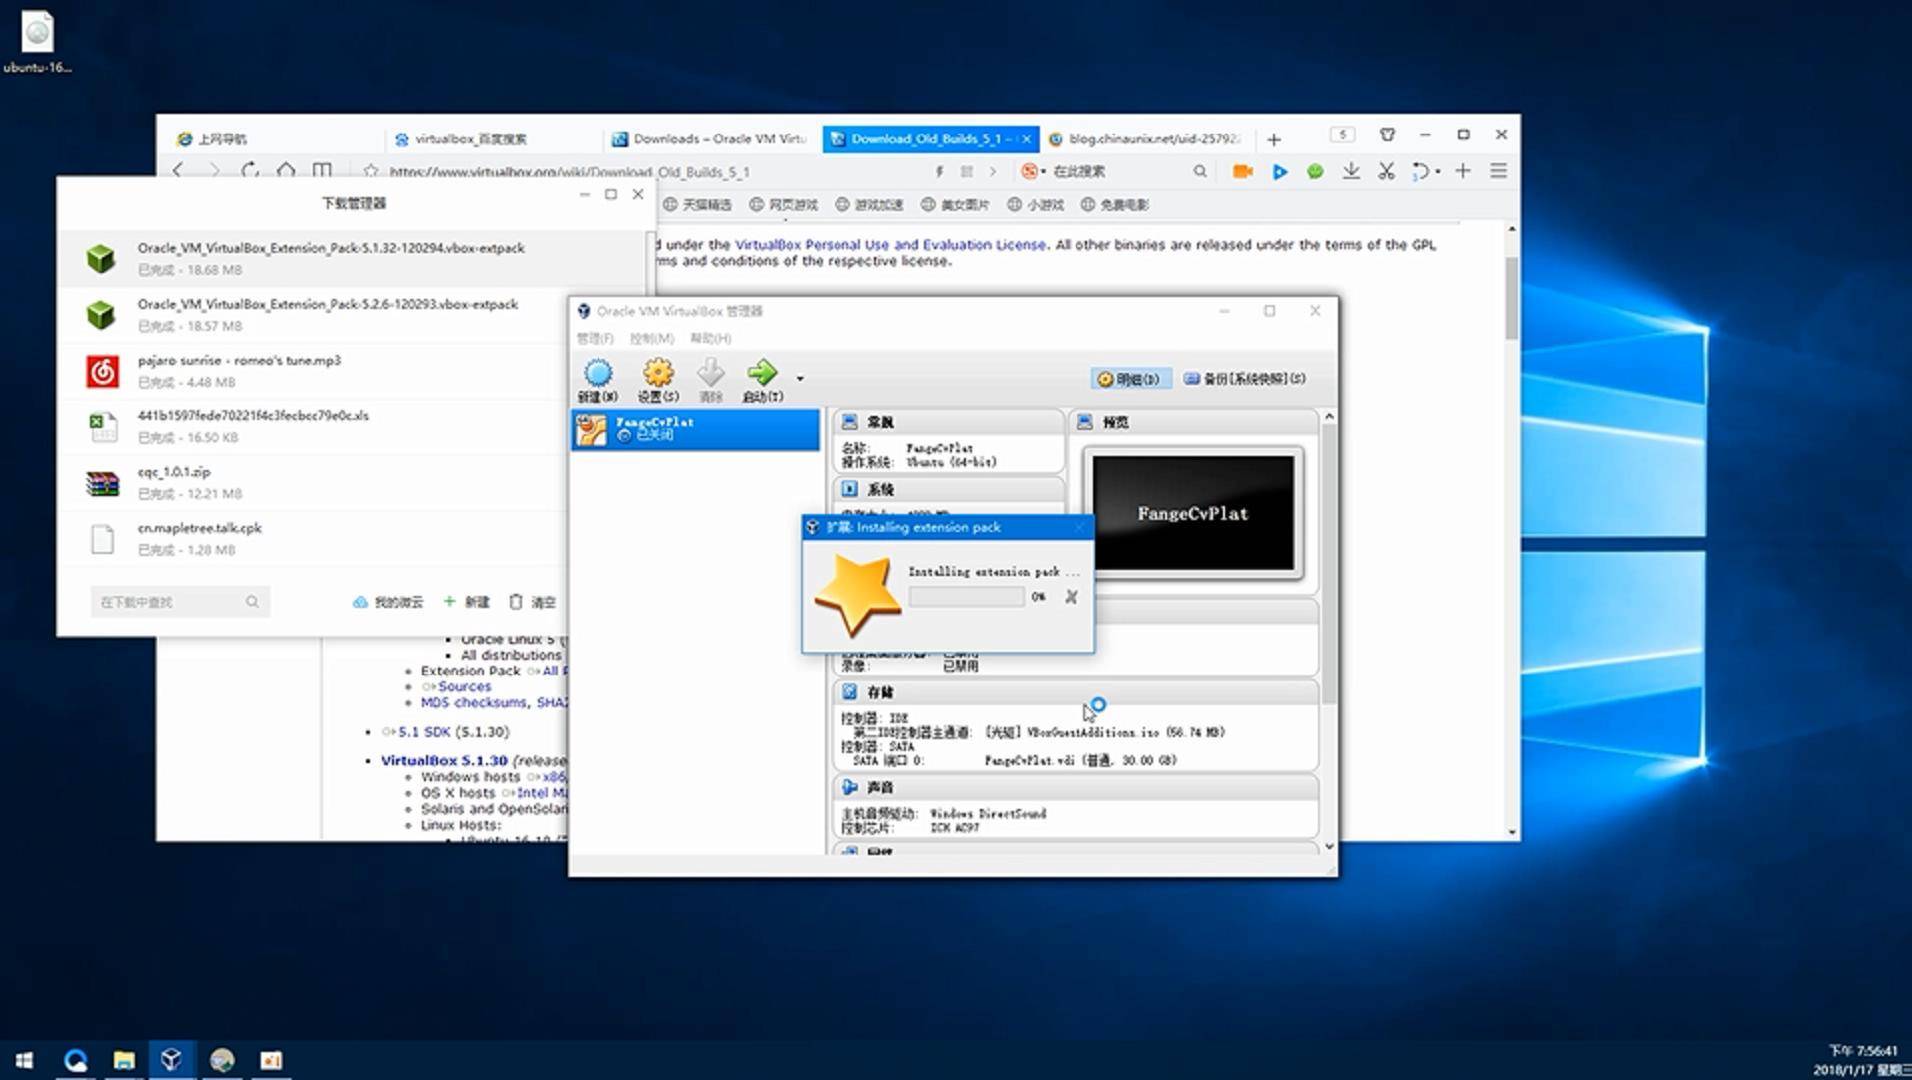 ubuntu-16...
上网导航
virtualbox_百度搜索
Downloads – Oracle VM Virtu
Download_Old_Builds_5_1 –
blog.chinaunix.net/uid-25792
5
https://www.virtualbox.org/wiki/Download_Old_Builds_5_1
在此搜索
天猫精选
网页游戏
游戏加速
美女图片
小游戏
免费电影
下载管理器
Oracle_VM_VirtualBox_Extension_Pack-5.1.32-120294.vbox-extpack
已完成 - 18.68 MB
Oracle_VM_VirtualBox_Extension_Pack-5.2.6-120293.vbox-extpack
已完成 - 18.57 MB
pajaro sunrise - romeo's tune.mp3
已完成 - 4.48 MB
441b1597fede70221f4c3fecbcc79e0c.xls
已完成 - 16.50 KB
cqc_1.0.1.zip
已完成 - 12.21 MB
cn.mapletree.talk.cpk
已完成 - 1.28 MB
在下载中查找
我的微云
新建
清空
d under the VirtualBox Personal Use and Evaluation License. All other binaries are released under the terms of the GPL
rms and conditions of the respective license.
Oracle Linux 5 (
All distributions
Extension Pack All
Sources
MD5 checksums, SHA
5.1 SDK (5.1.30)
VirtualBox 5.1.30 (release
Windows hosts x86
OS X hosts Intel M
Solaris and OpenSolari
Linux Hosts:
Ubuntu 16.10
Oracle VM VirtualBox 管理器
管理(F)
控制(M)
帮助(H)
新建(N)
设置(S)
清除
启动(T)
明细(D)
备份[系统快照](S)
FangeCvPlat
已关闭
常规
名称: FangeCvPlat
操作系统: Ubuntu (64-bit)
系统
预览
FangeCvPlat
扩展: Installing extension pack
Installing extension pack ...
0%
录像: 已禁用
存储
控制器: IDE
第二IDE控制器主通道: [光驱] VBoxGuestAdditions.iso (56.74 MB)
控制器: SATA
SATA 端口 0: FangeCvPlat.vdi (普通, 30.00 GB)
声音
主机音频驱动: Windows DirectSound
控制芯片: ICH AC97
网络
下午 7:56:41
2018/1/17 星期三